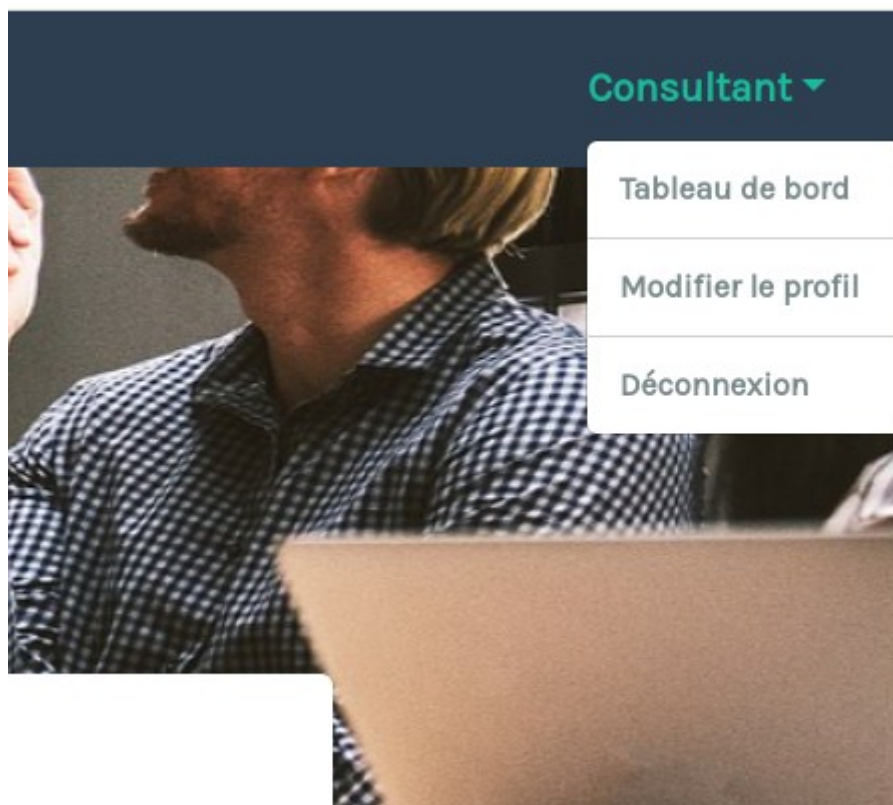 Consultant
Tableau de bord
Modifier le profil
Déconnexion